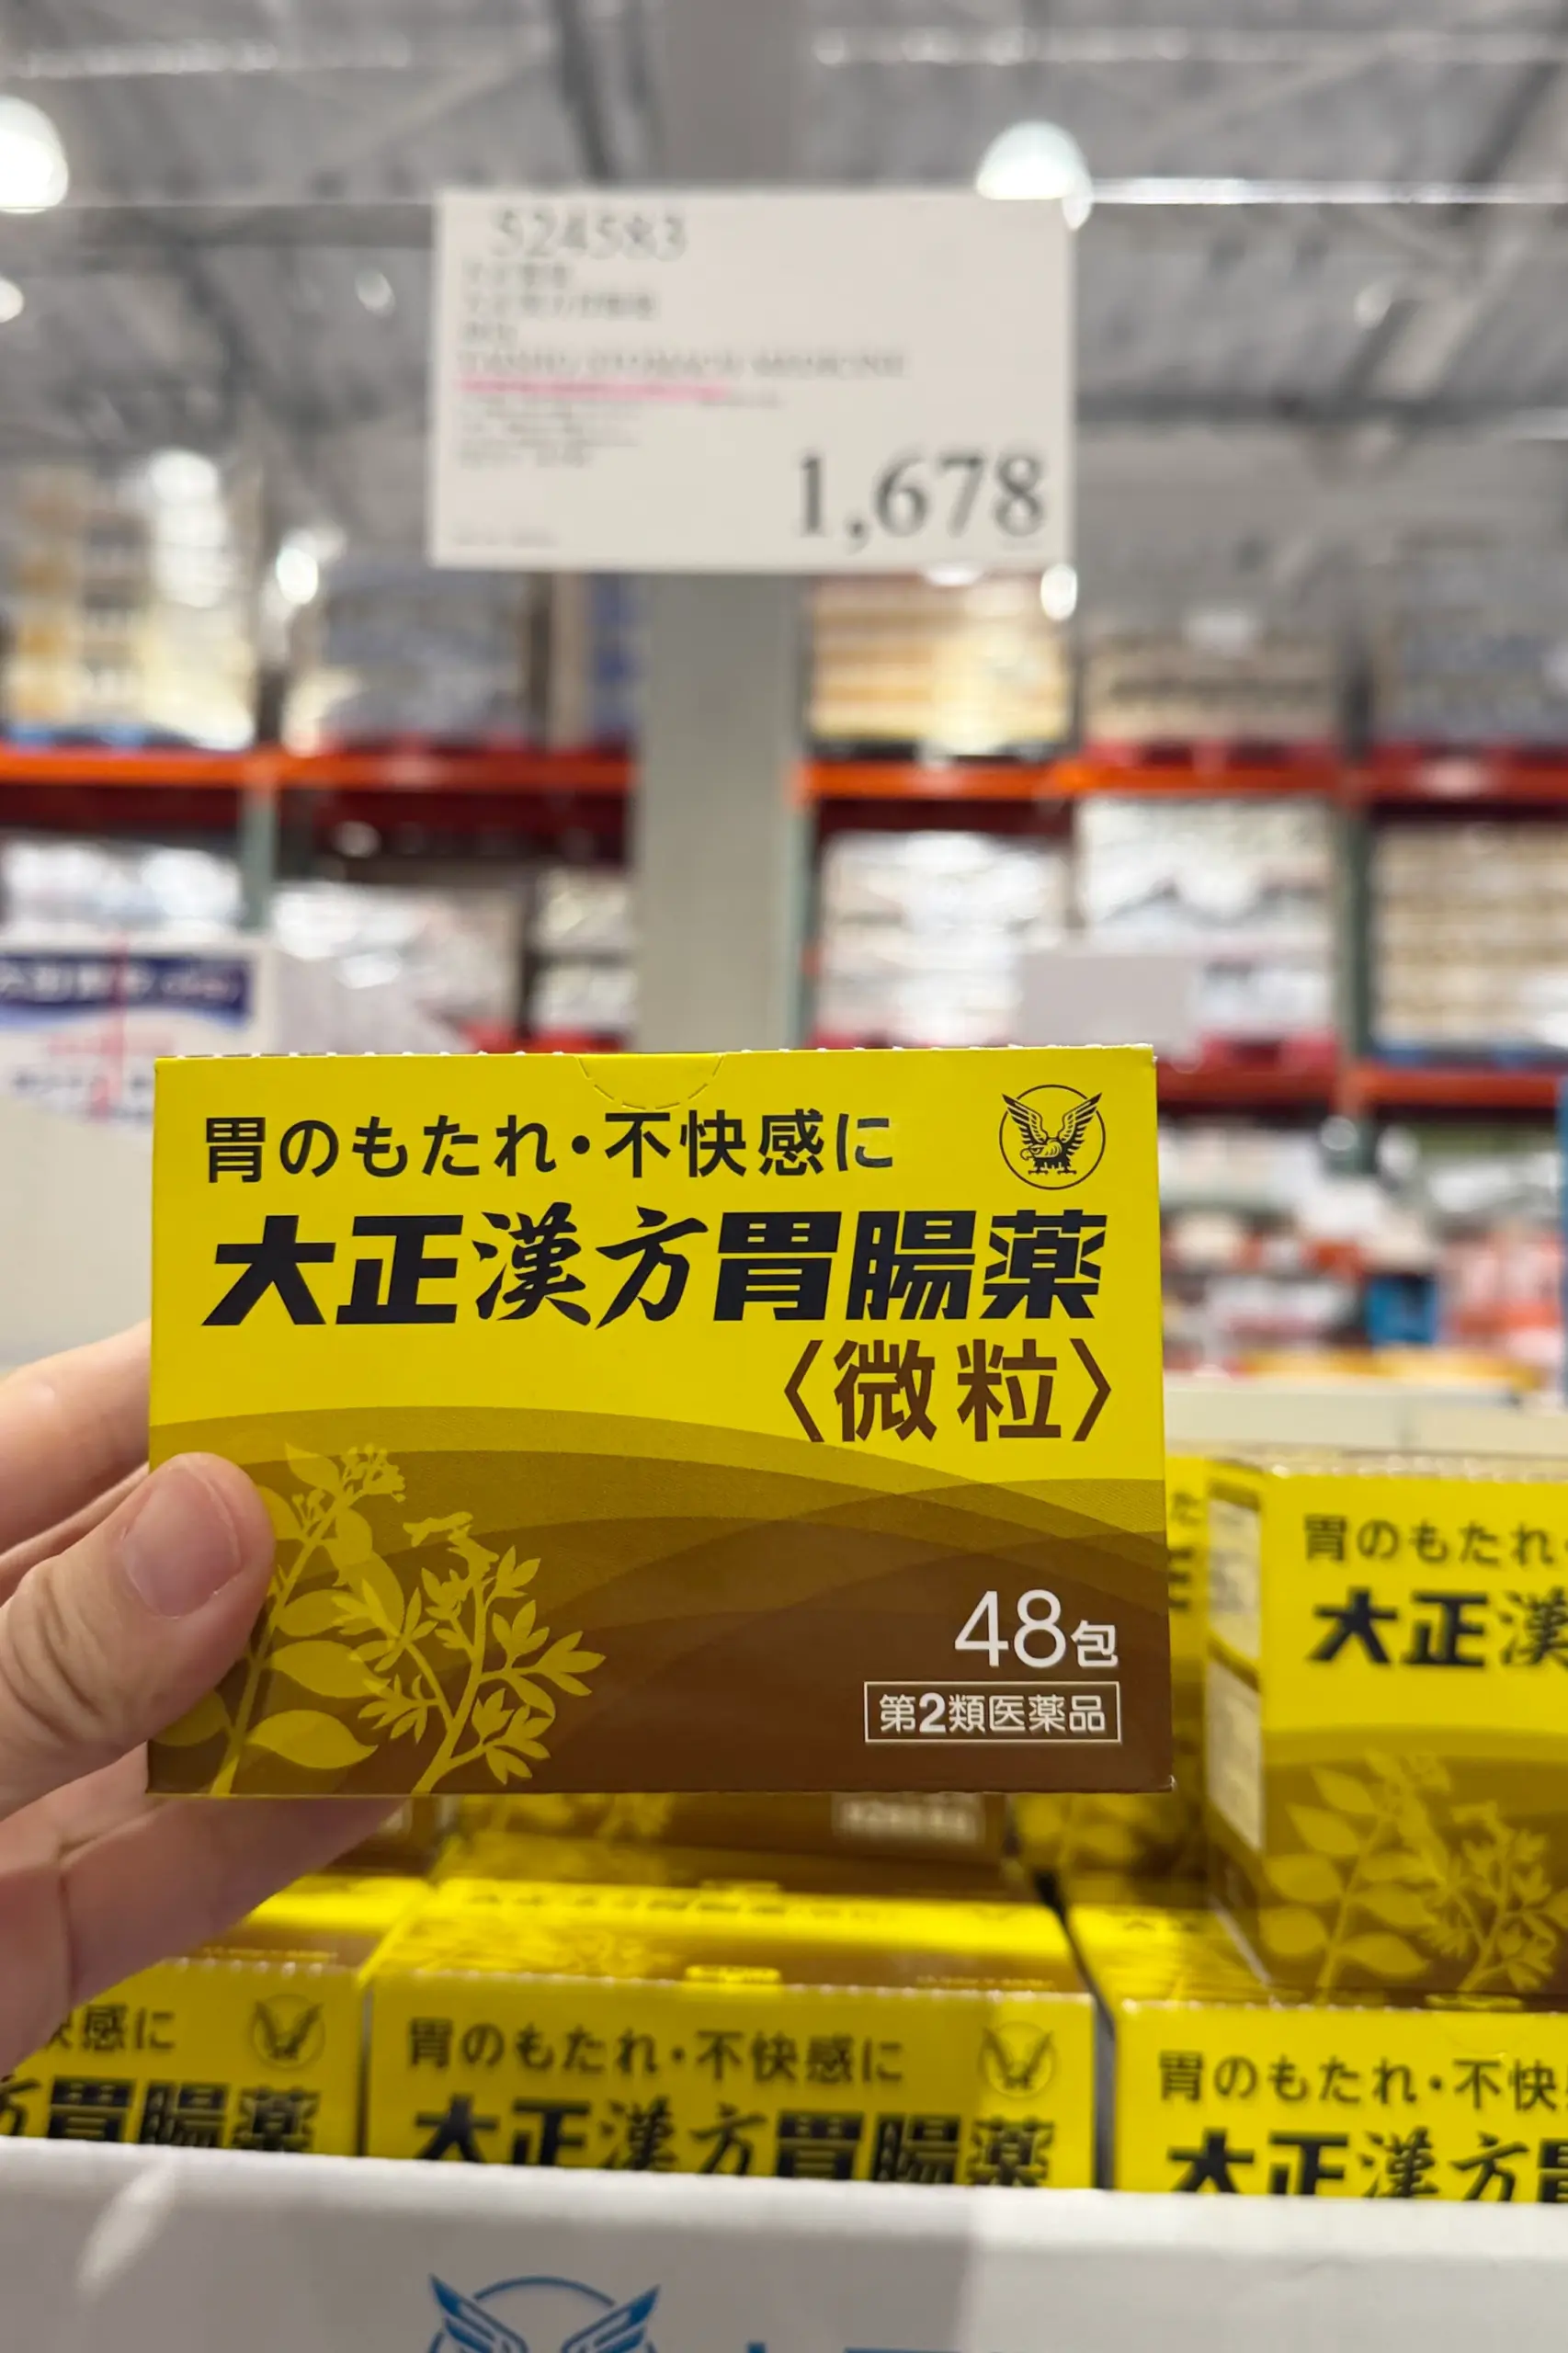 524583
1,678
胃のもたれ・不快感に
大正漢方胃腸薬
〈微粒〉
48包
第2類医薬品
胃のもたれ・
大正漢
快感に
方胃腸薬
胃のもたれ・不快感に
大正漢方胃腸薬
胃のもたれ・不快
大正漢方胃